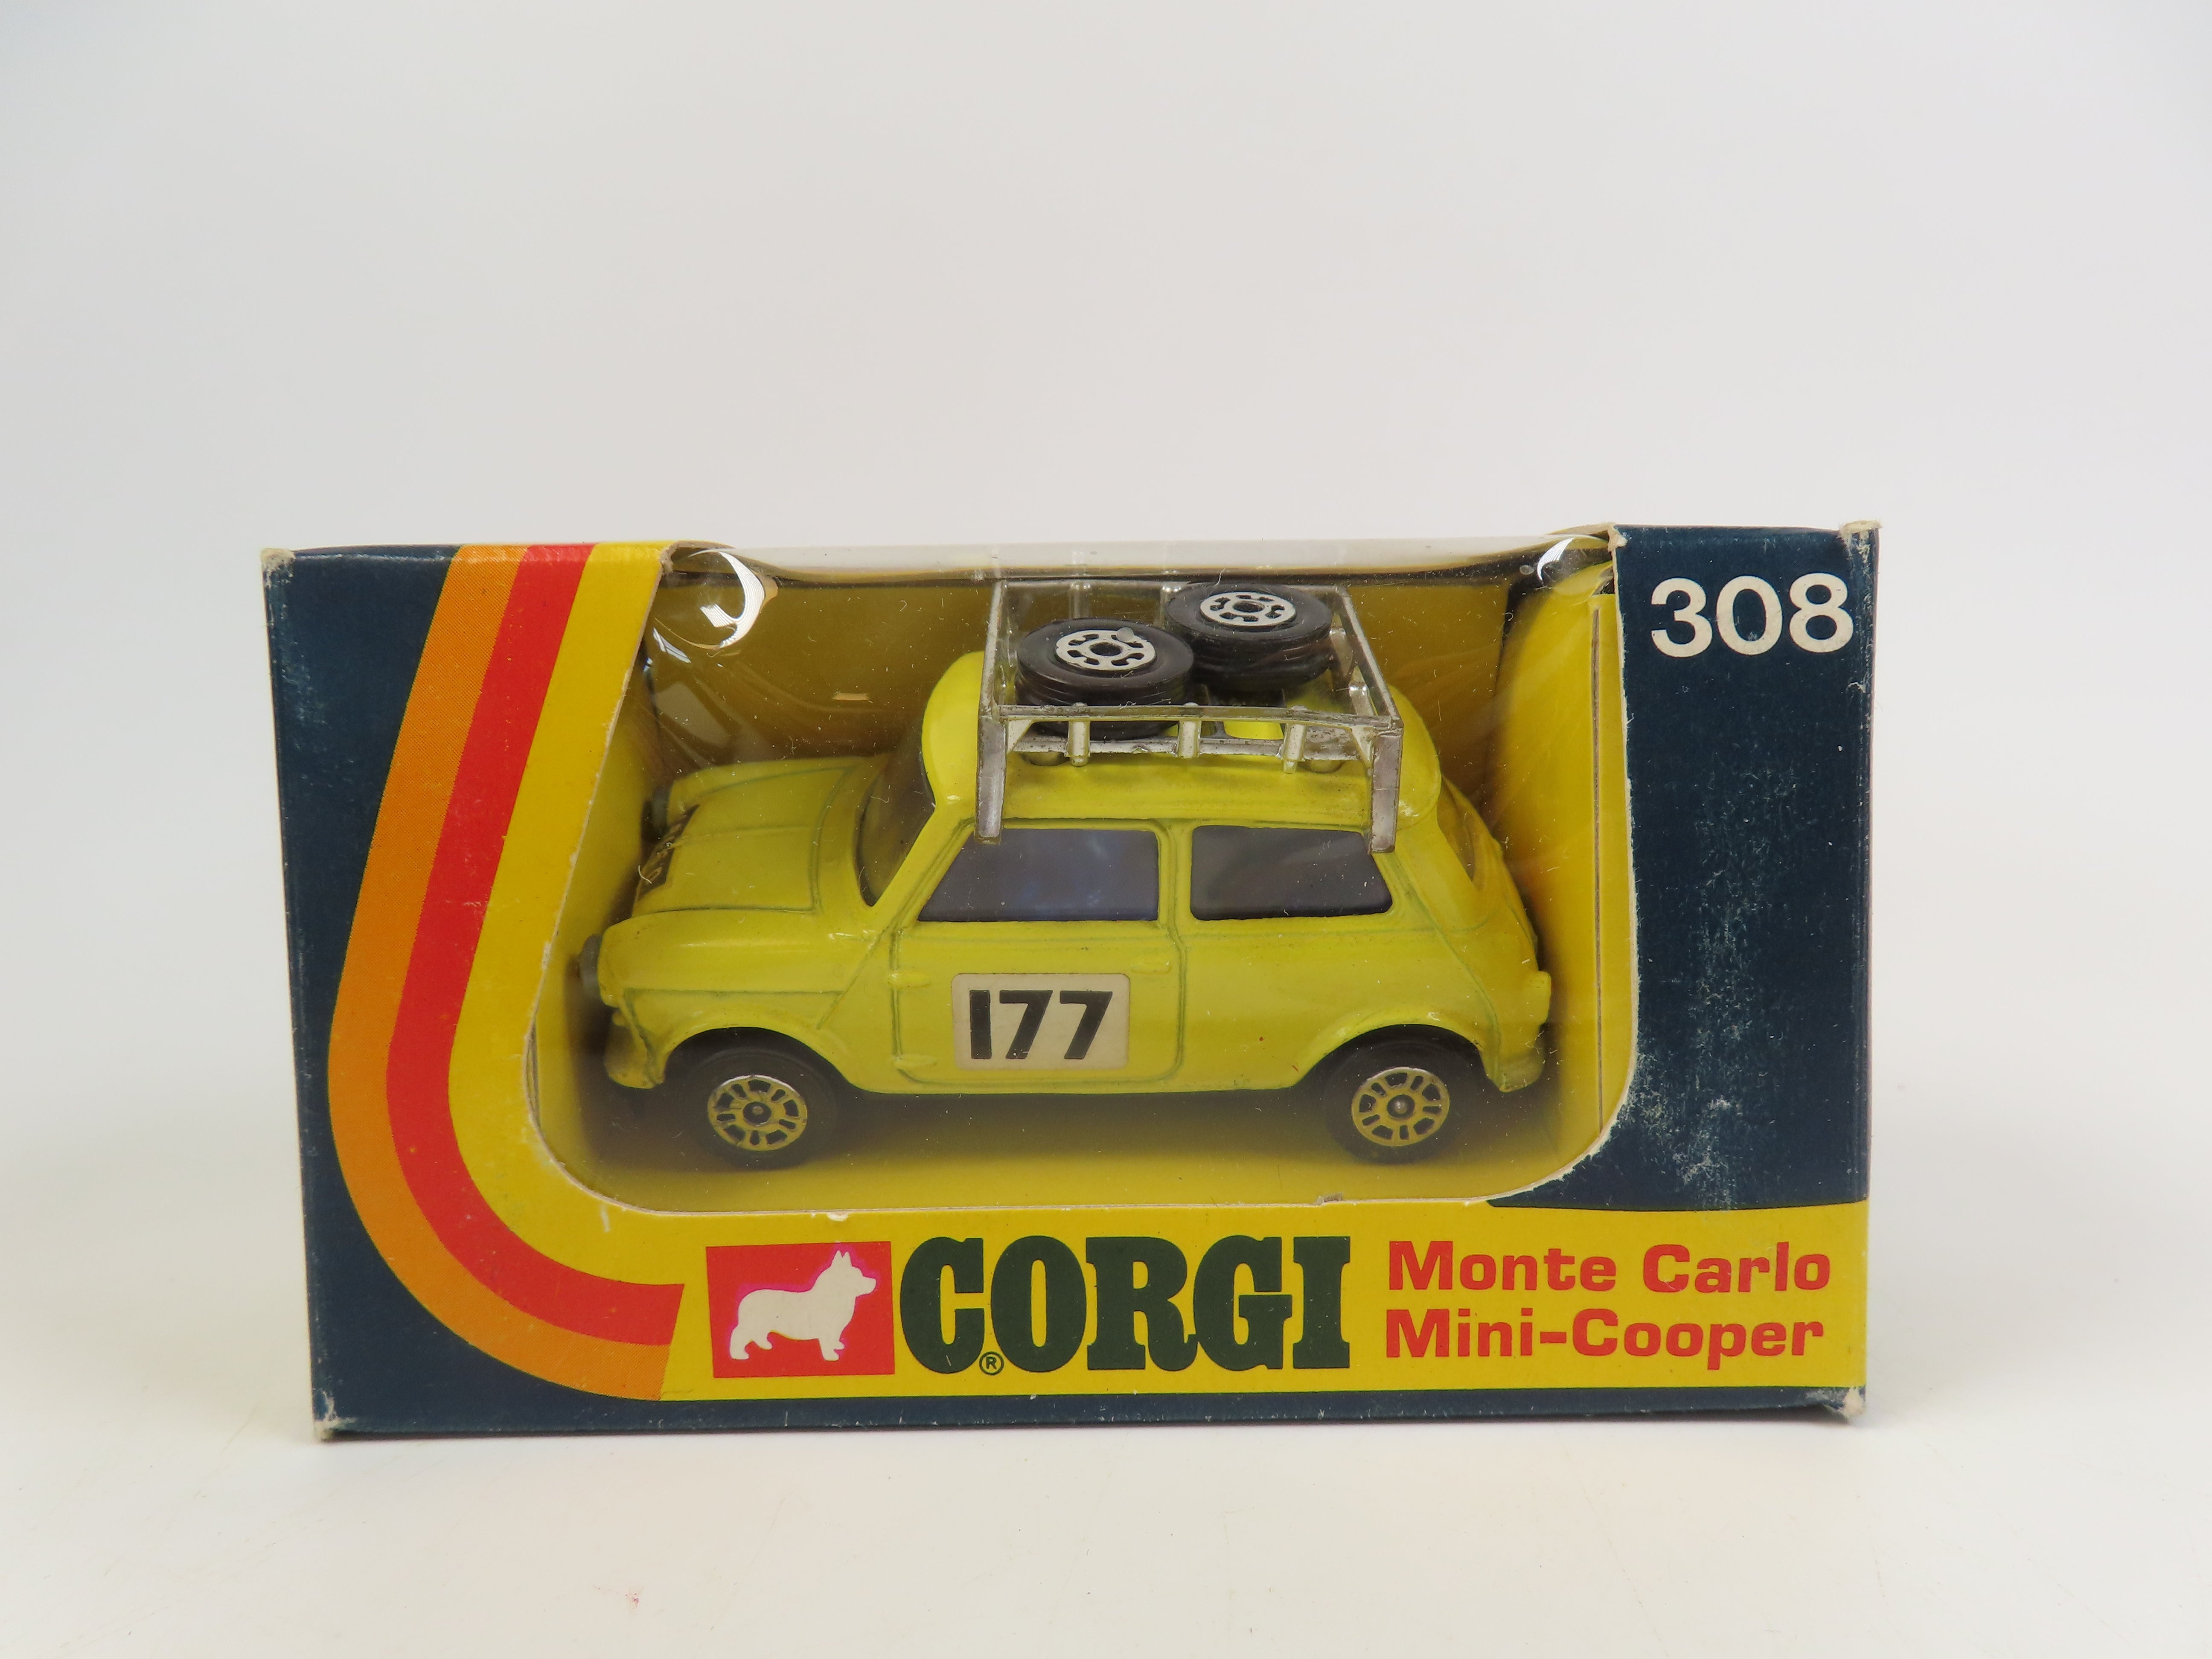 308
177
CORGI®
Monte Carlo
Mini-Cooper